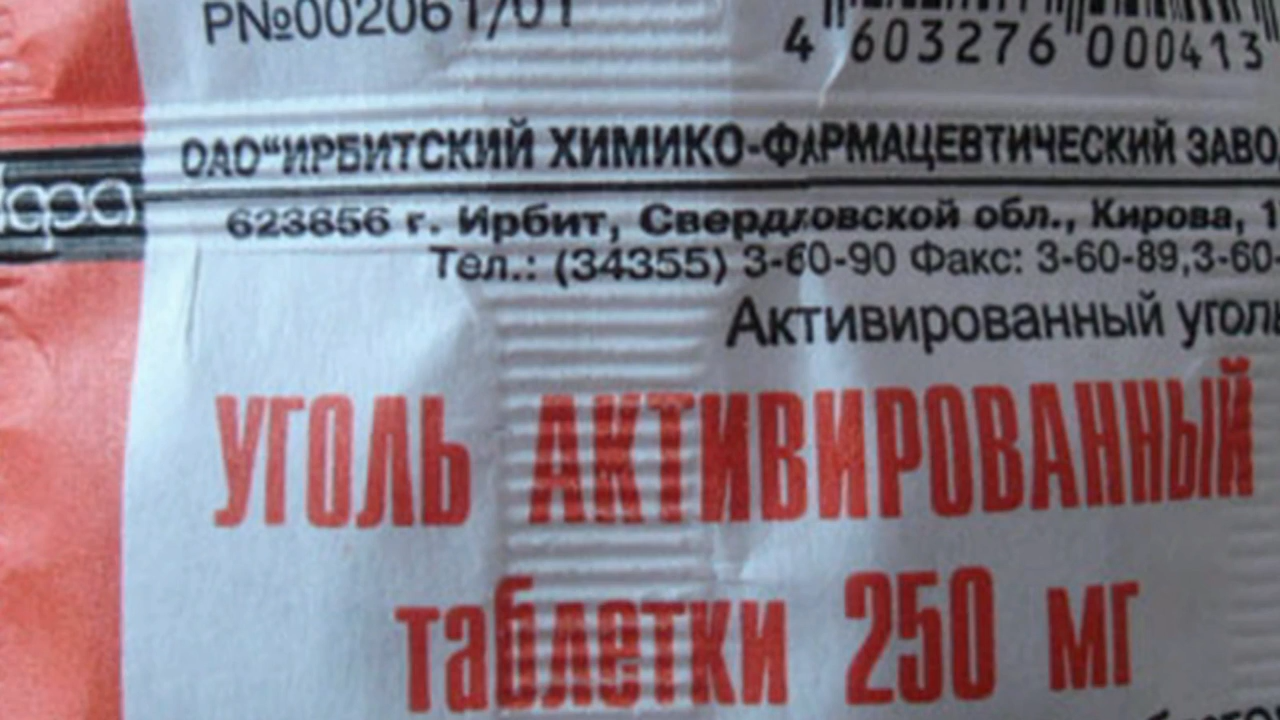 РN№002061/01
4 603276 000413
ОАО“ИРБИТСКИЙ ХИМИКО-ФАРМАЦЕВТИЧЕСКИЙ ЗАВО
623856 г. Ирбит, Свердловской обл., Кирова, 1
Тел.: (34355) 3-60-90 Факс: 3-60-89,3-60-
Активированный угол
УГОЛЬ АКТИВИРОВАННЫЙ
таблетки 250 мг